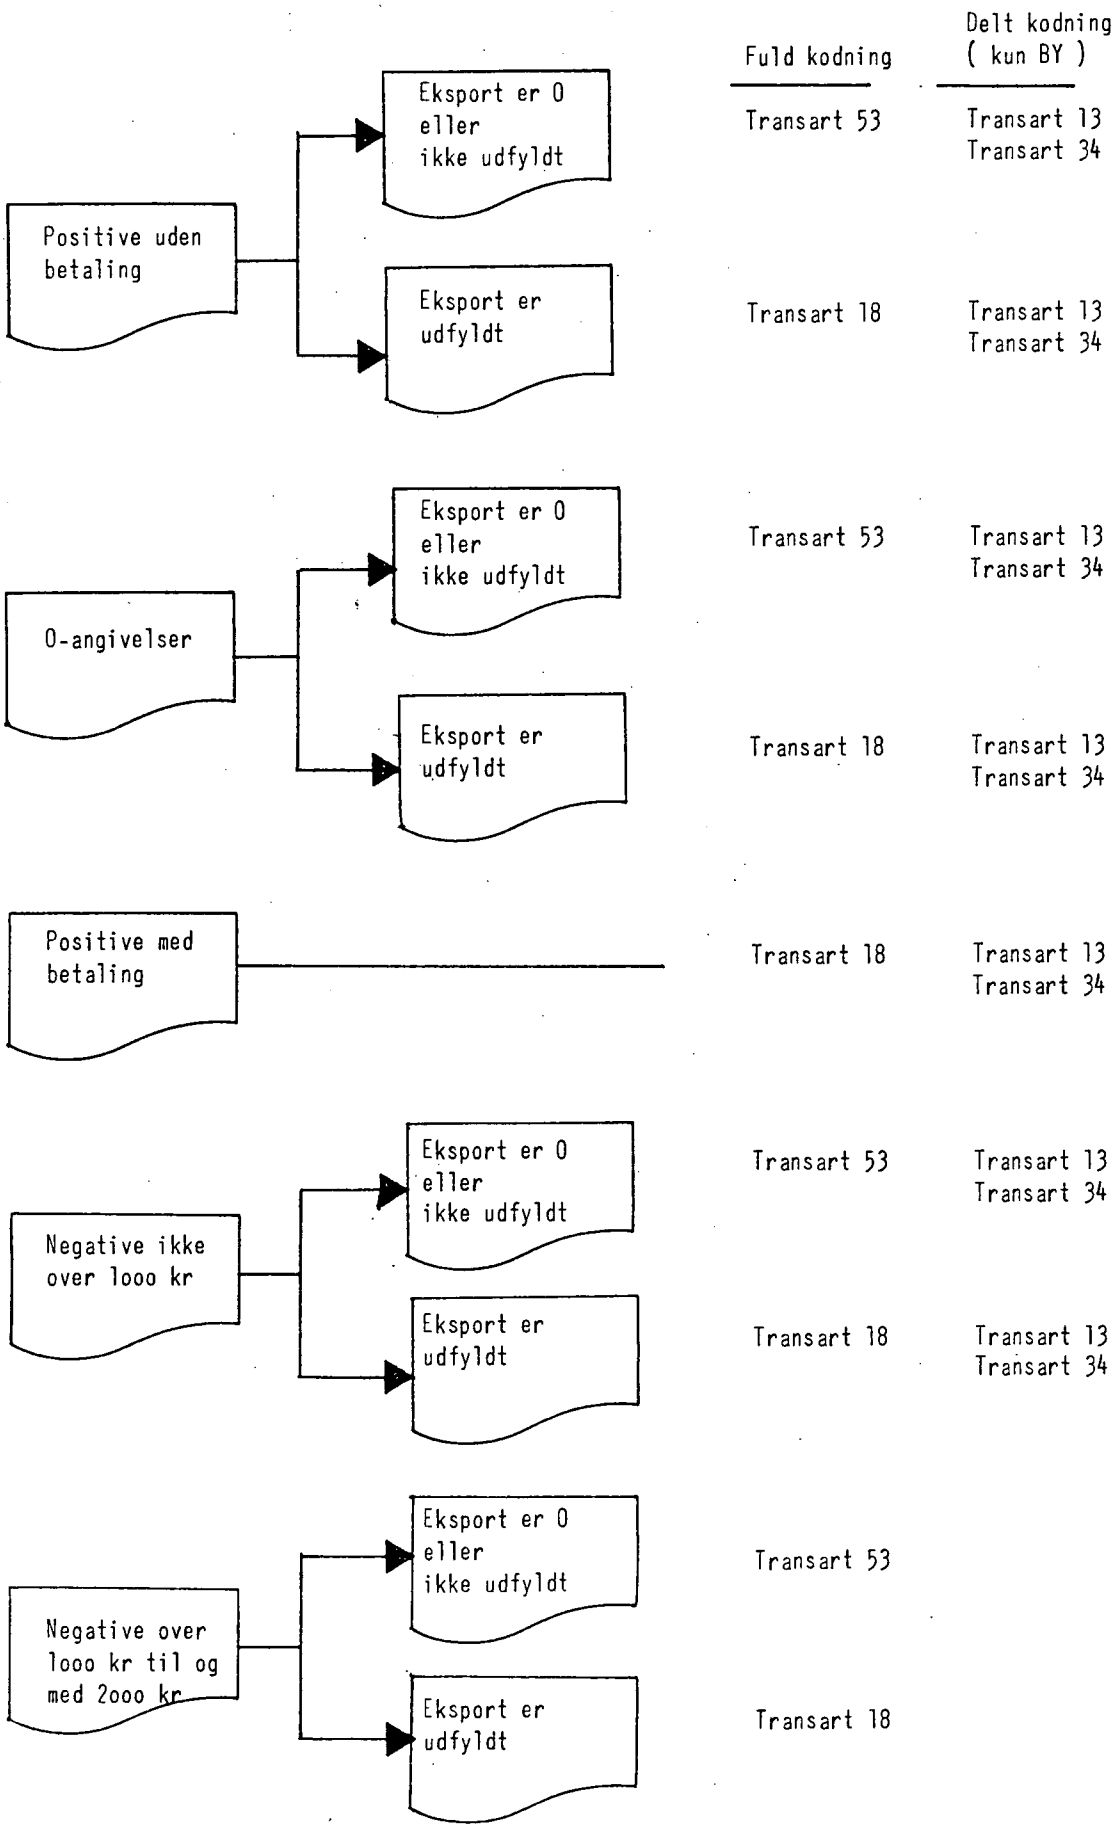 Fuld kodning
Delt kodning
( kun BY )
Eksport er 0
eller
ikke udfyldt
Transart 53
Transart 13
Transart 34
Positive uden
betaling
Eksport er
udfyldt
Transart 18
Transart 13
Transart 34
Eksport er 0
eller
ikke udfyldt
Transart 53
Transart 13
Transart 34
0-angivelser
Eksport er
udfyldt
Transart 18
Transart 13
Transart 34
Positive med
betaling
Transart 18
Transart 13
Transart 34
Eksport er 0
eller
ikke udfyldt
Transart 53
Transart 13
Transart 34
Negative ikke
over looo kr
Eksport er
udfyldt
Transart 18
Transart 13
Transart 34
Eksport er 0
eller
ikke udfyldt
Transart 53
Negative over
looo kr til og
med 2ooo kr
Eksport er
udfyldt
Transart 18